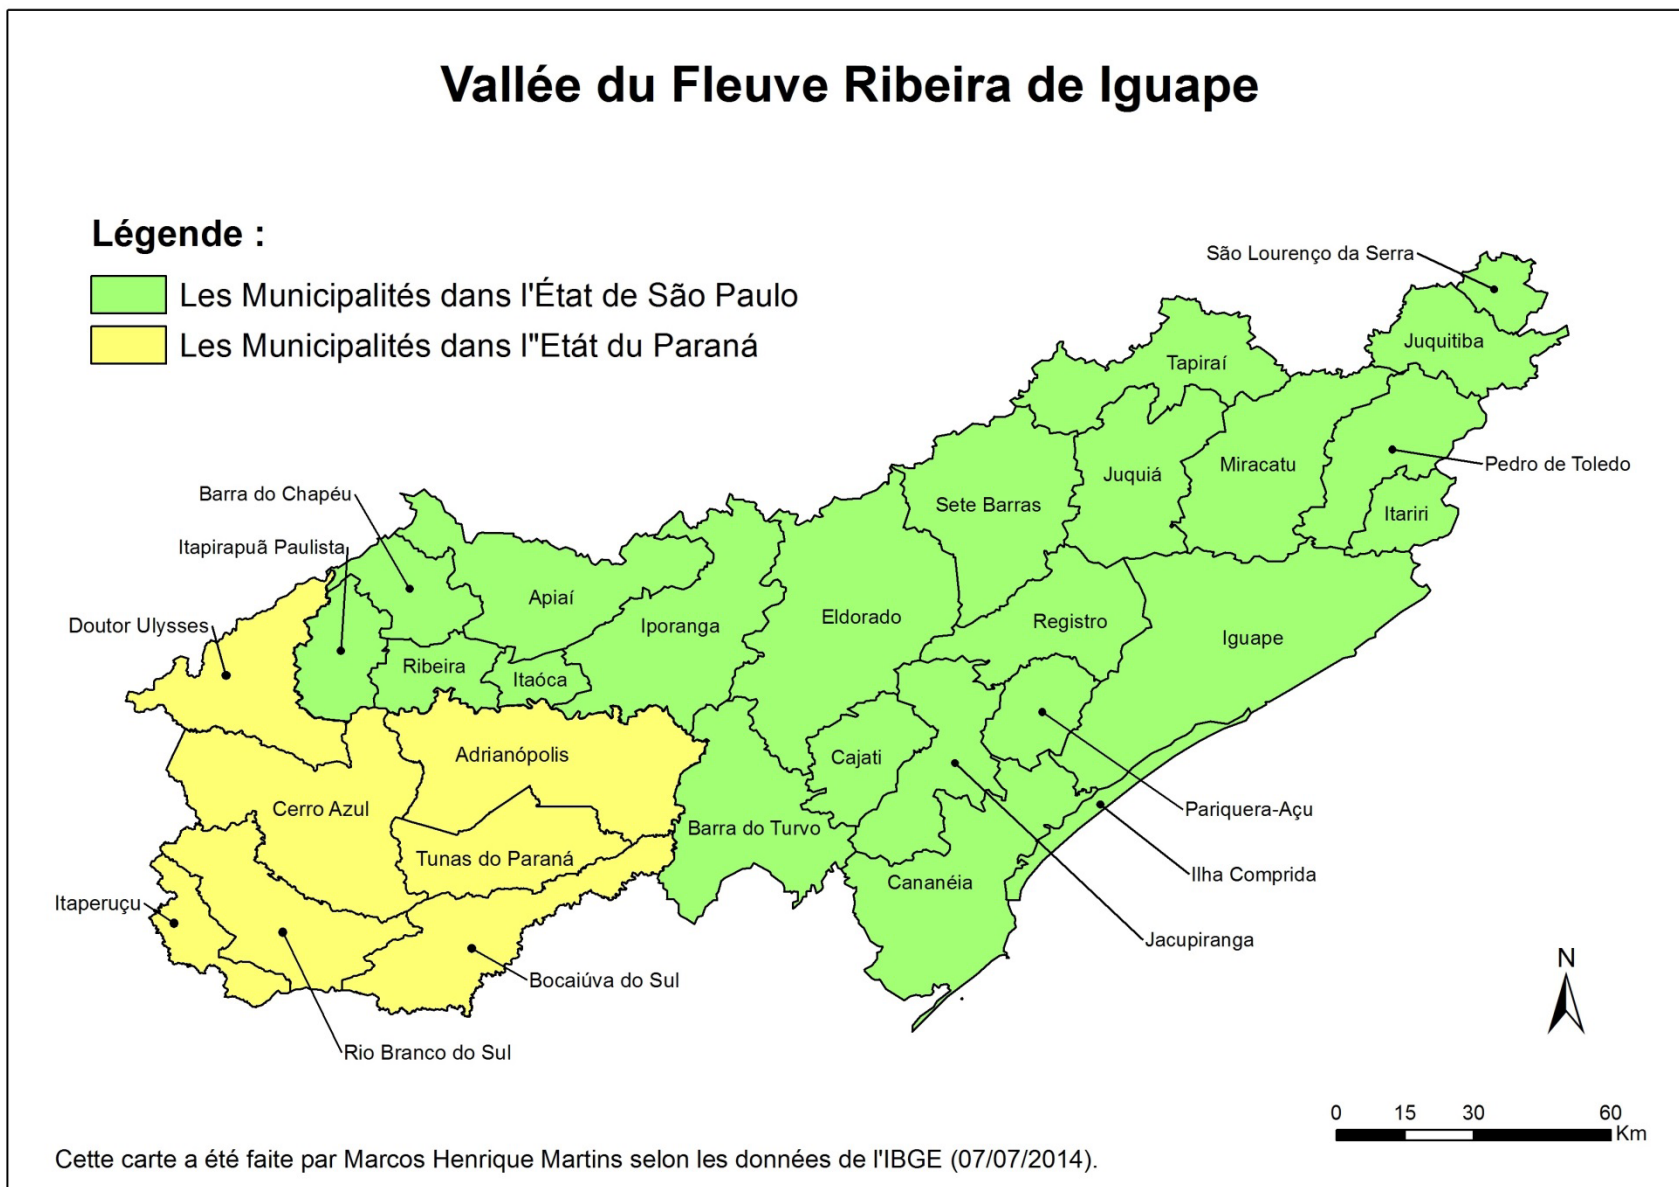 Vallée du Fleuve Ribeira de Iguape
Légende :
Les Municipalités dans l'État de São Paulo
Les Municipalités dans l"Etát du Paraná
São Lourenço da Serra
Juquitiba
Tapiraí
Pedro de Toledo
Miracatu
Juquiá
Sete Barras
Itariri
Barra do Chapéu
Itapirapuã Paulista
Apiaí
Doutor Ulysses
Iporanga
Eldorado
Registro
Iguape
Ribeira
Itaóca
Adrianópolis
Cajati
Cerro Azul
Pariquera-Açu
Barra do Turvo
Tunas do Paraná
Ilha Comprida
Cananéia
Itaperuçu
Jacupiranga
Bocaiúva do Sul
N
Rio Branco do Sul
0 15 30 60
Km
Cette carte a été faite par Marcos Henrique Martins selon les données de l'IBGE (07/07/2014).